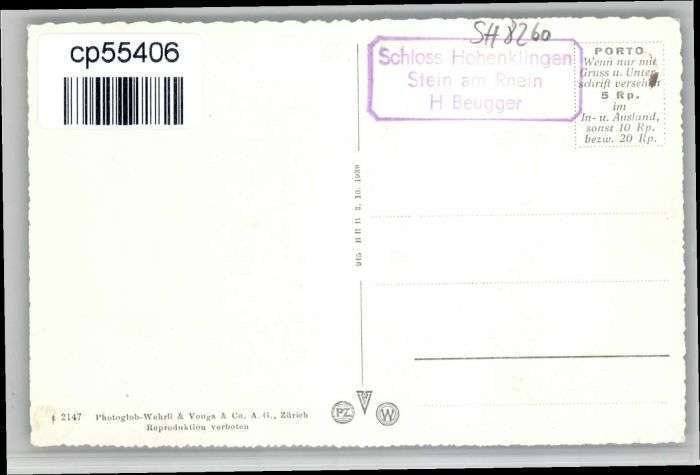 cp55406
SH 8260
Schloss Hohenklingen
Stein am Rhein
H Beugger
PORTO
Wenn nur mit
Gruss u. Unter-
schrift versehen
5 Rp.
im
In- u. Ausland,
sonst 10 Rp.
bezw. 20 Rp.
2147 Photoglob-Wehrli & Vouga & Co. A. G., Zürich
Reproduktion verboten
PZ V W